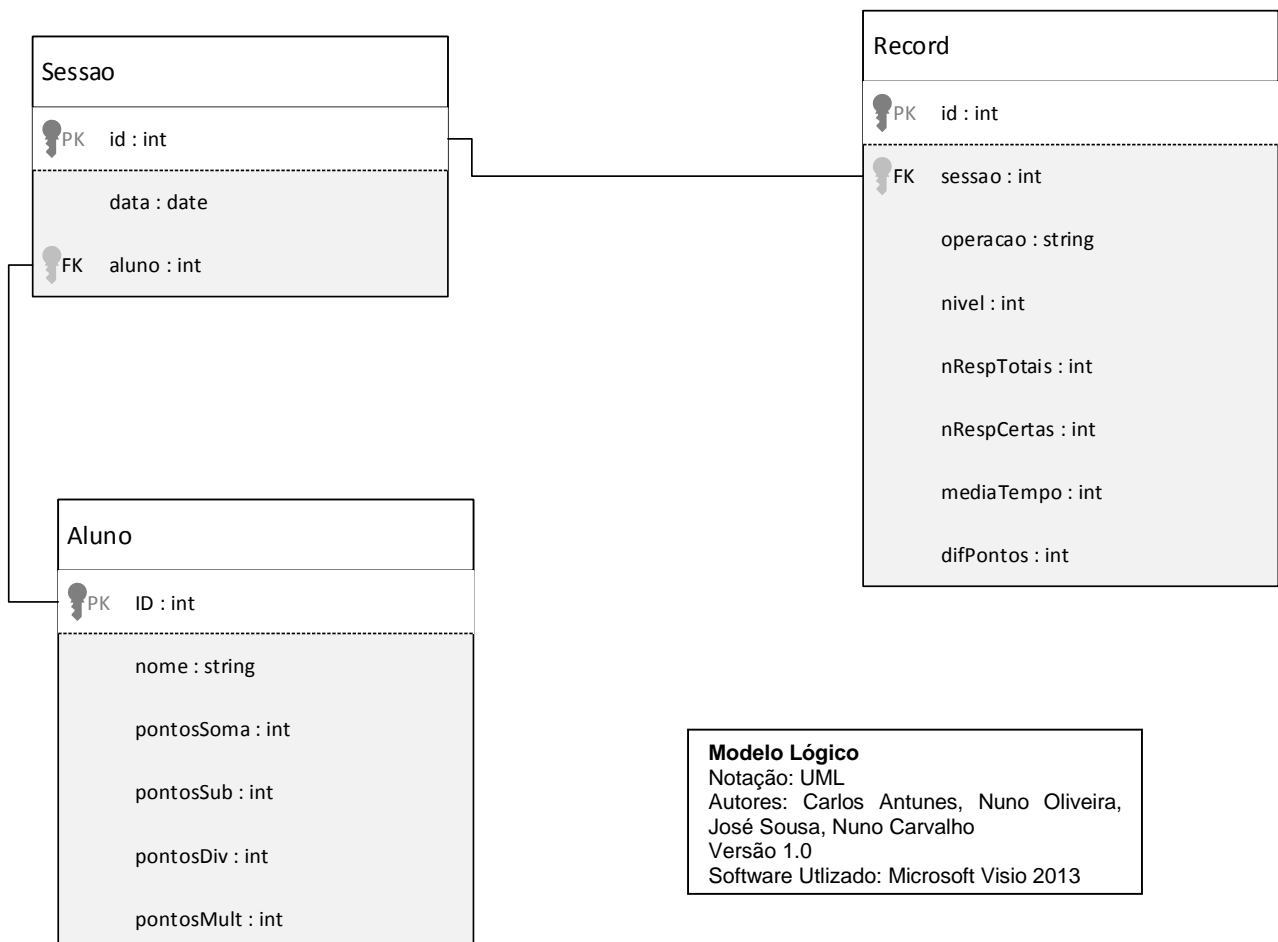 Sessao
PK id : int
data : date
FK aluno : int
Record
PK id : int
FK sessao : int
operacao : string
nivel : int
nRespTotais : int
nRespCertas : int
mediaTempo : int
difPontos : int
Aluno
PK ID : int
nome : string
pontosSoma : int
pontosSub : int
pontosDiv : int
pontosMult : int
Modelo Lógico
Notação: UML
Autores: Carlos Antunes, Nuno Oliveira,
José Sousa, Nuno Carvalho
Versão 1.0
Software Utlizado: Microsoft Visio 2013